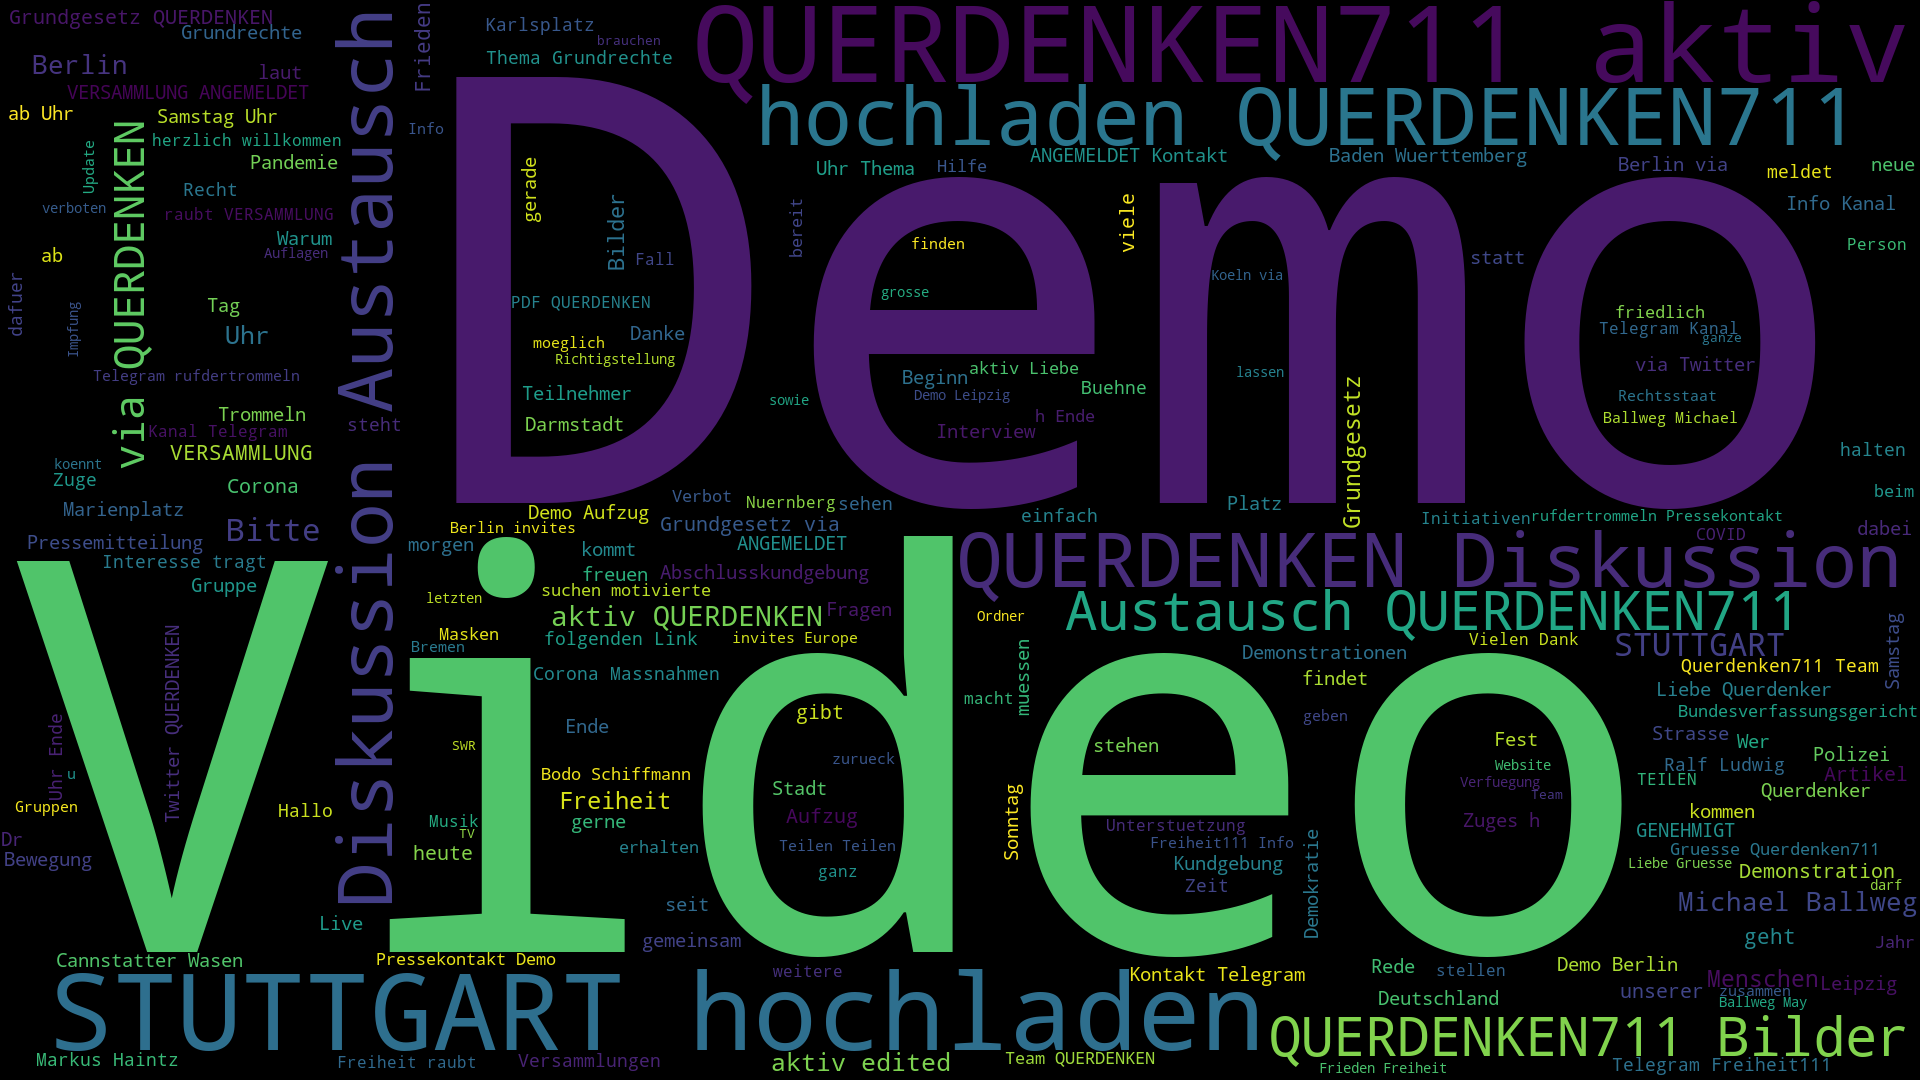 Grundgesetz QUERDENKEN
Grundrechte
Berlin
laut
VERSAMMLUNG ANGEMELDET
ab Uhr
Samstag Uhr
herzlich willkommen
Pandemie
Update
Recht
verboten
raubt VERSAMMLUNG
Warum
Auflagen
ab
via QUERDENKEN
dafuer
Impfung
Tag
Uhr
Telegram rufdertrommeln
Trommeln
Kanal Telegram
VERSAMMLUNG
koennt
Zuge
Corona
Marienplatz
Bitte
Pressemitteilung
Interesse tragt
Gruppe
Diskussion Austausch
Frieden
Info
steht
Karlsplatz
brauchen
Thema Grundrechte
QUERDENKEN711 aktiv
hochladen QUERDENKEN711
Uhr Thema
Hilfe
ANGEMELDET Kontakt
Baden Wuerttemberg
Berlin via
meldet
neue
Info Kanal
Person
Demo
gerade
Bilder
Fall
PDF QUERDENKEN
moeglich
Danke
Richtigstellung
Teilnehmer
Darmstadt
bereit
finden
grosse
viele
Koeln via
statt
friedlich
Telegram Kanal
ganze
via Twitter
Rechtsstaat
Ballweg Michael
aktiv Liebe
Beginn
Demo Leipzig
Buehne
sowie
h Ende
Interview
lassen
Grundgesetz
halten
beim
Verbot
Nuernberg
sehen
Platz
Demo Aufzug
Berlin invites
Grundgesetz via
einfach
Initiativen
rufdertrommeln Pressekontakt
COVID
dabei
morgen
kommt
ANGEMELDET
freuen
Abschlusskundgebung
suchen motivierte
letzten
aktiv QUERDENKEN
Fragen
Masken
Bremen
folgenden Link
invites Europe
Corona Massnahmen
QUERDENKEN Diskussion
Austausch QUERDENKEN711
Ordner
Vielen Dank
STUTTGART
Samstag
Demonstrationen
Querdenken711 Team
findet
Liebe Querdenker
macht
muessen
Bundesverfassungsgericht
geben
Strasse
Wer
Polizei
Ralf Ludwig
Artikel
TEILEN
Querdenker
kommen
GENEHMIGT
Gruesse Querdenken711
Liebe Gruesse
Demonstration
darf
Michael Ballweg
geht
Jahr
Video
Uhr Ende
u
Twitter QUERDENKEN
Gruppen
Hallo
Dr
Bewegung
Live
Ende
SWR
Bodo Schiffmann
Freiheit
Musik
TV
gerne
heute
erhalten
seit
gemeinsam
gibt
zurueck
Stadt
Aufzug
Teilen Teilen
ganz
stehen
Sonntag
Unterstuetzung
Freiheit111 Info
Kundgebung
Zeit
Demokratie
Fest
Website
Verfuegung
Team
Zuges h
Cannstatter Wasen
Pressekontakt Demo
weitere
Kontakt Telegram
Rede
stellen
Demo Berlin
Menschen
Leipzig
unserer
zusammen
Deutschland
Ballweg May
STUTTGART hochladen
QUERDENKEN711 Bilder
Markus Haintz
Freiheit raubt
Versammlungen
aktiv edited
Team QUERDENKEN
Frieden Freiheit
Telegram Freiheit111